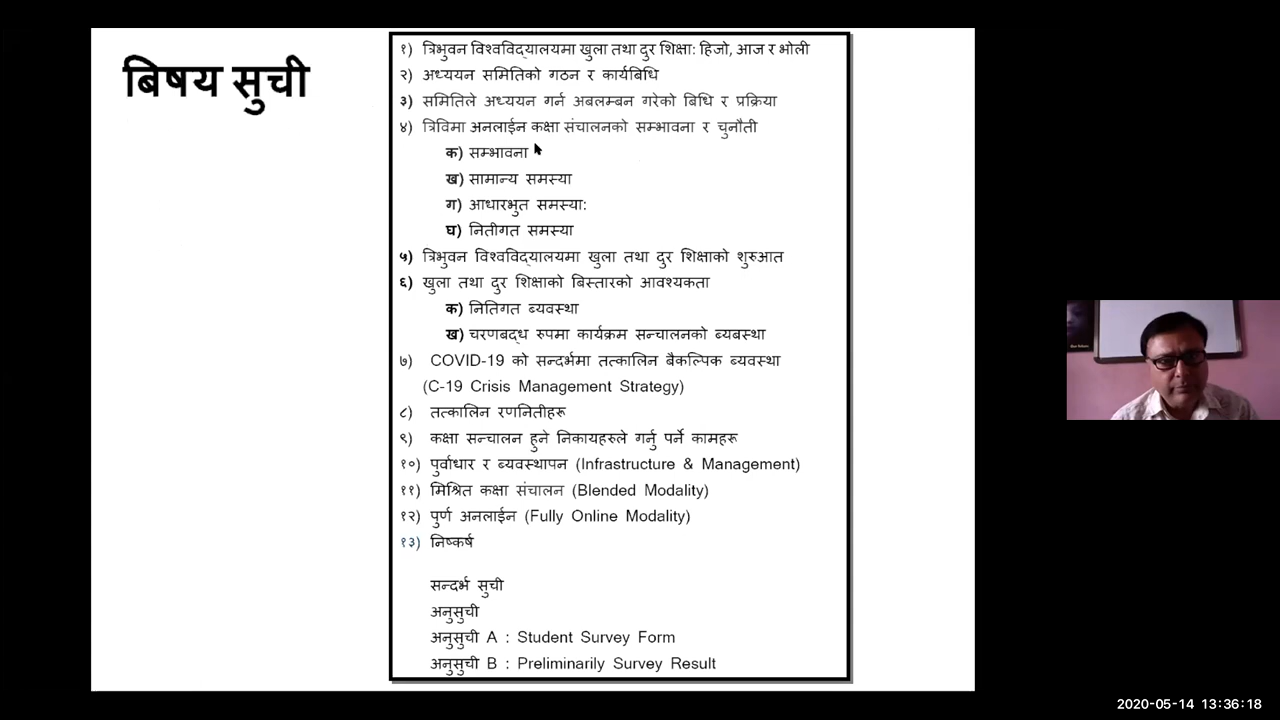 बिषय सुची
१) त्रिभुवन विश्वविद्यालयमा खुला तथा दुर शिक्षा: हिजो, आज र भोली
२) अध्ययन समितिको गठन र कार्यबिधि
३) समितिले अध्ययन गर्न अबलम्बन गरेको बिधि र प्रक्रिया
४) त्रिविमा अनलाईन कक्षा संचालनको सम्भावना र चुनौती
क) सम्भावना
ख) सामान्य समस्या
ग) आधारभुत समस्या:
घ) नितीगत समस्या
५) त्रिभुवन विश्वविद्यालयमा खुला तथा दुर शिक्षाको शुरुआत
६) खुला तथा दुर शिक्षाको बिस्तारको आवश्यकता
क) नितिगत ब्यवस्था
ख) चरणबद्ध रुपमा कार्यक्रम सन्चालनको ब्यबस्था
७) COVID-19 को सन्दर्भमा तत्कालिन बैकल्पिक ब्यवस्था
(C-19 Crisis Management Strategy)
८) तत्कालिन रणनितीहरू
९) कक्षा सन्चालन हुने निकायहरुले गर्नु पर्ने कामहरू
१०) पुर्वाधार र ब्यवस्थापन (Infrastructure & Management)
११) मिश्रित कक्षा संचालन (Blended Modality)
१२) पुर्ण अनलाईन (Fully Online Modality)
१३) निष्कर्ष
सन्दर्भ सुची
अनुसुची
अनुसुची A : Student Survey Form
अनुसुची B : Preliminarily Survey Result
2020-05-14 13:36:18